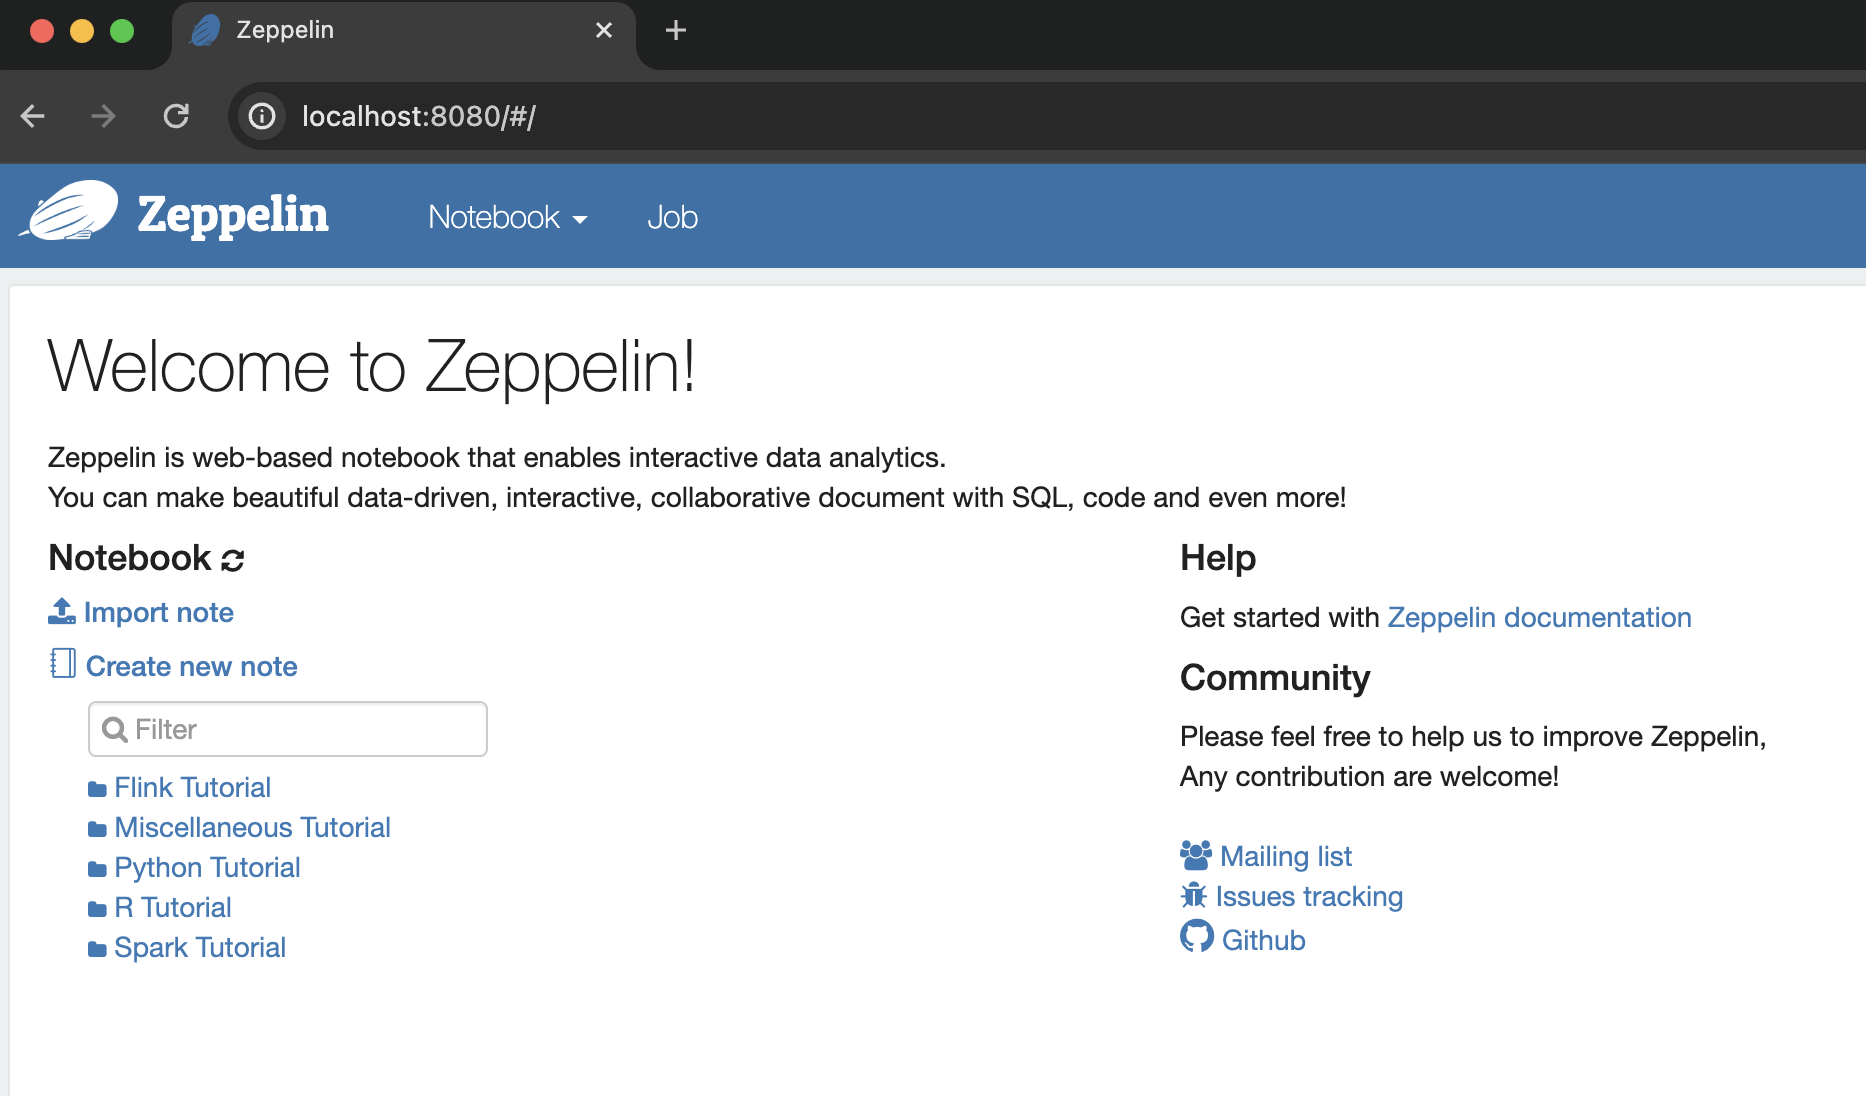 Zeppelin
localhost:8080/#/
Zeppelin
Notebook
Job
Welcome to Zeppelin!
Zeppelin is web-based notebook that enables interactive data analytics.
You can make beautiful data-driven, interactive, collaborative document with SQL, code and even more!
Notebook
Import note
Create new note
Filter
Flink Tutorial
Miscellaneous Tutorial
Python Tutorial
R Tutorial
Spark Tutorial
Help
Get started with Zeppelin documentation
Community
Please feel free to help us to improve Zeppelin,
Any contribution are welcome!
Mailing list
Issues tracking
Github